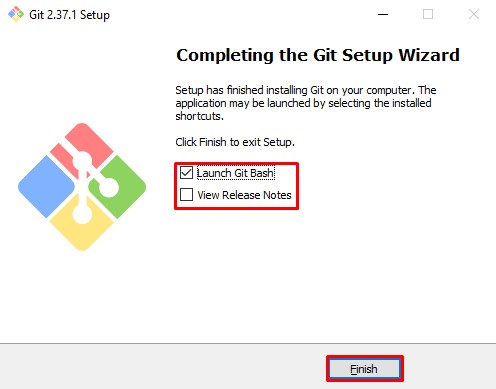 Git 2.37.1 Setup
Completing the Git Setup Wizard
Setup has finished installing Git on your computer. The
application may be launched by selecting the installed
shortcuts.
Click Finish to exit Setup.
Launch Git Bash
View Release Notes
Finish